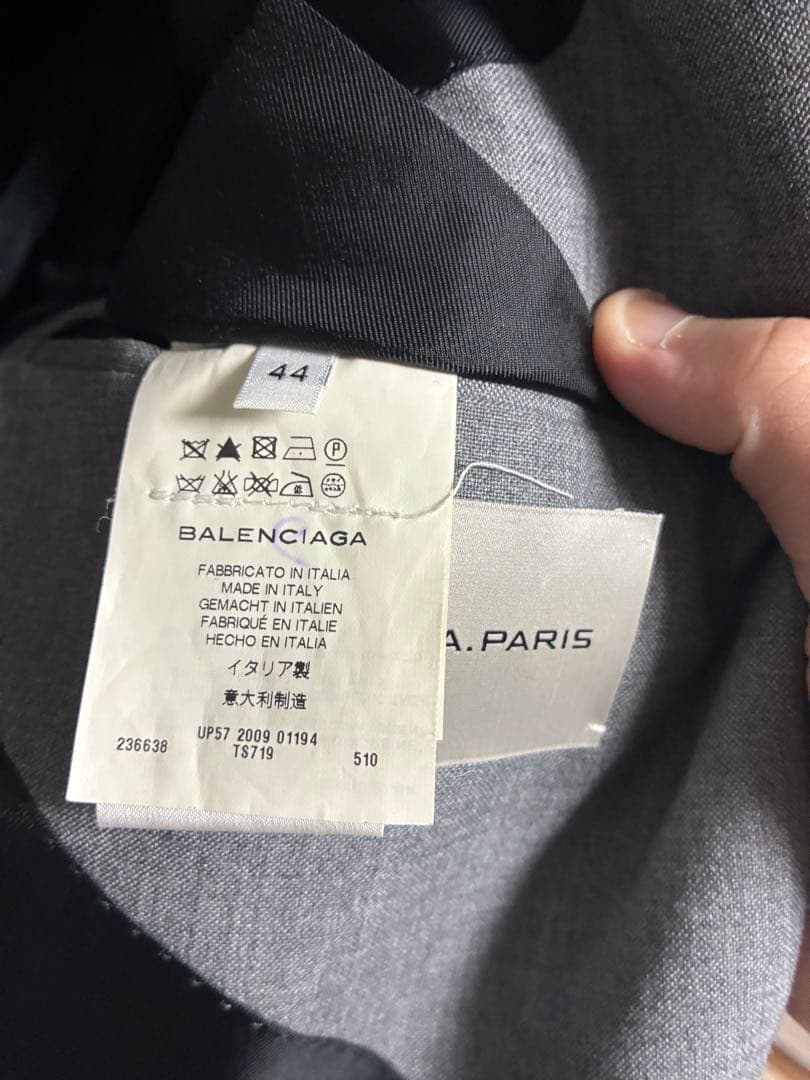 44
P
BALENCIAGA
FABBRICATO IN ITALIA
MADE IN ITALY
GEMACHT IN ITALIEN
FABRIQUÉ EN ITALIE
HECHO EN ITALIA
イタリア製
意大利制造
236638
UP57 2009 01194
TS719
510
A.PARIS